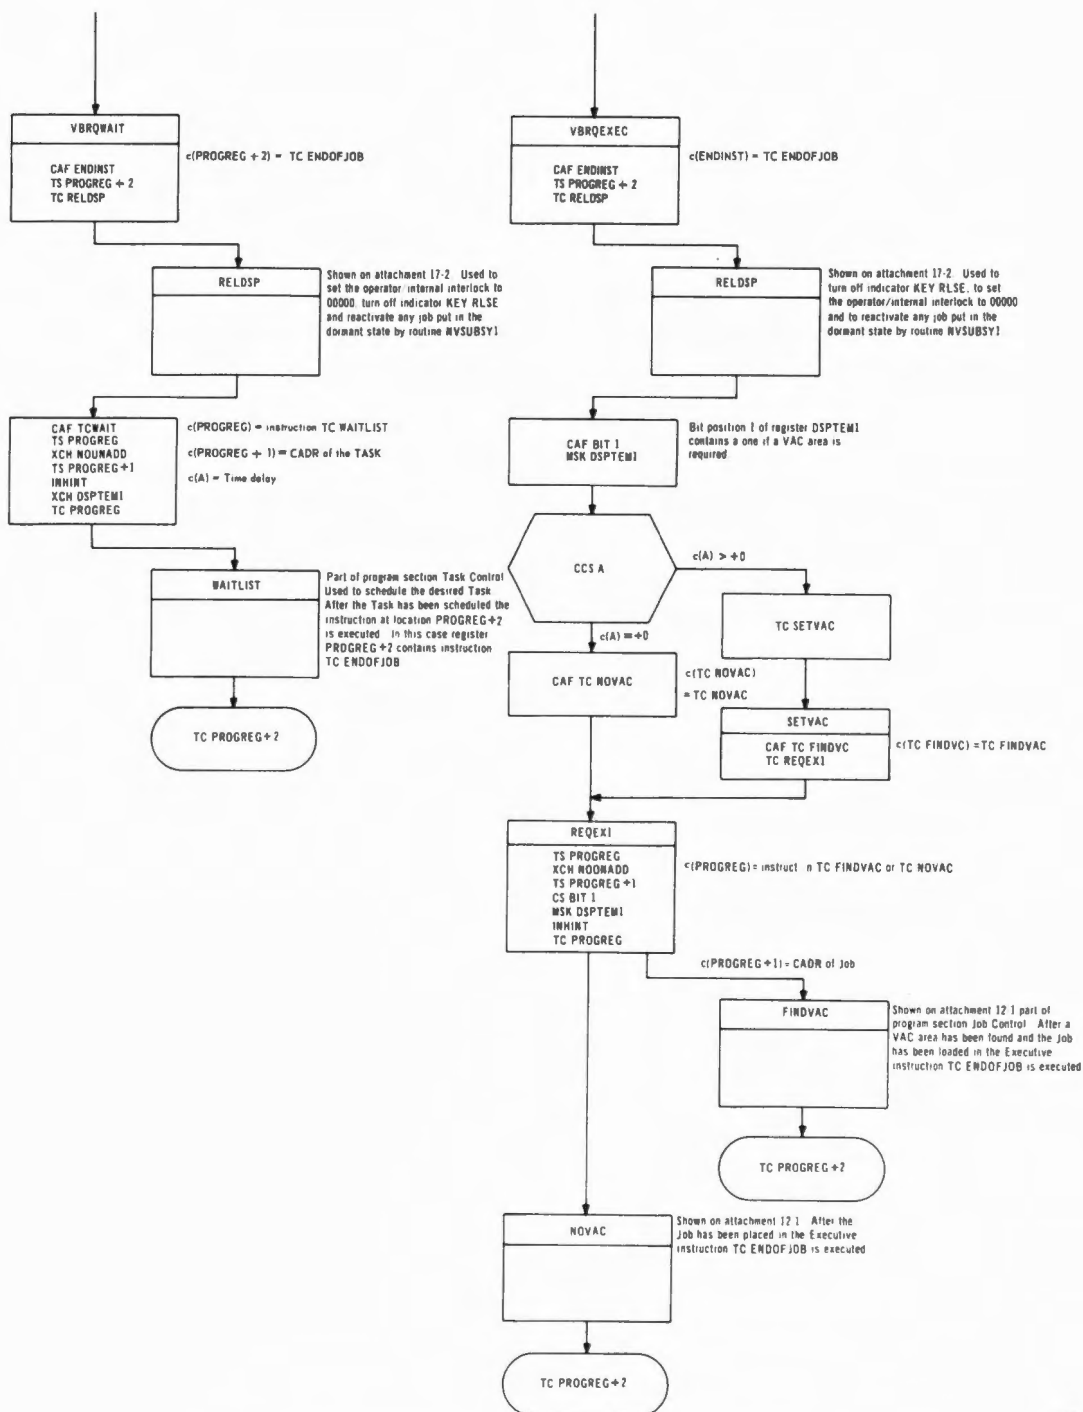 VBRQWAIT
CAF ENDINST
TS PROGREG + 2
TC RELDSP
c(PROGREG + 2) = TC ENDOFJOB
RELDSP
Shown on attachment 17-2 Used to
set the operator/internal interlock to
00000, turn off indicator KEY RLSE
and reactivate any job put in the
dormant state by routine NVSUBSY1
CAF TCWAIT
TS PROGREG
XCH NOUNADD
TS PROGREG+1
INHINT
XCH DSPTEM1
TC PROGREG
c(PROGREG) = instruction TC WAITLIST
c(PROGREG + 1) = CADR of the TASK
c(A) = Time delay
WAITLIST
Part of program section Task Control
Used to schedule the desired Task
After the Task has been scheduled the
instruction at location PROGREG+2
is executed In this case register
PROGREG+2 contains instruction
TC ENDOFJOB
TC PROGREG+2
VBRQEXEC
CAF ENDINST
TS PROGREG + 2
TC RELDSP
c(ENDINST) = TC ENDOFJOB
RELDSP
Shown on attachment 17-2 Used to
turn off indicator KEY RLSE, to set
the operator/internal interlock to 00000
and to reactivate any job put in the
dormant state by routine NVSUBSY1
CAF BIT 1
MSK DSPTEM1
Bit position 1 of register DSPTEM1
contains a one if a VAC area is
required
CCS A
c(A) > +0
c(A) = +0
TC SETVAC
CAF TC NOVAC
c(TC NOVAC)
= TC NOVAC
SETVAC
CAF TC FINDVC
TC REQEX1
c(TC FINDVC) = TC FINDVAC
REQEX1
TS PROGREG
XCH NOONADD
TS PROGREG +1
CS BIT 1
MSK DSPTEM1
INHINT
TC PROGREG
c(PROGREG) = instruct n TC FINDVAC or TC NOVAC
c(PROGREG +1) = CADR of Job
FINDVAC
Shown on attachment 12 1 part of
program section Job Control After a
VAC area has been found and the Job
has been loaded in the Executive
instruction TC ENDOFJOB is executed
TC PROGREG +2
NOVAC
Shown on attachment 12 1 After the
Job has been placed in the Executive
instruction TC ENDOFJOB is executed
TC PROGREG+2